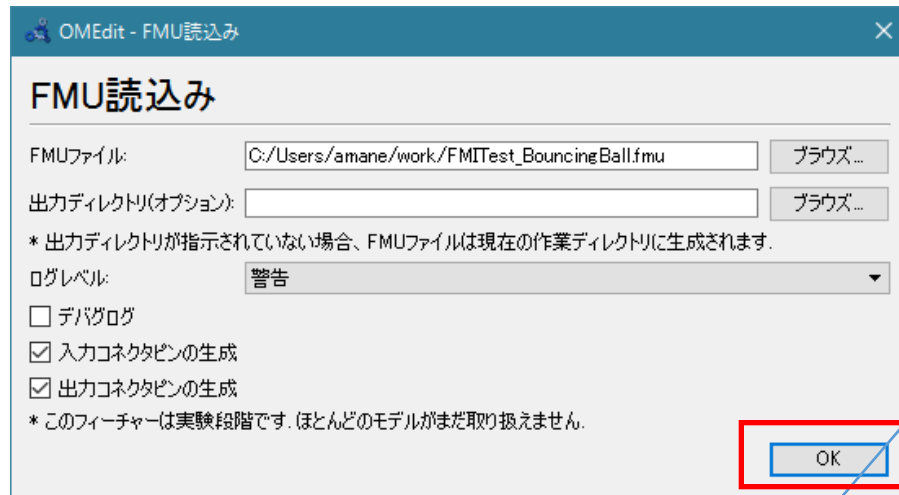 OMEdit - FMU読込み
FMU読込み
FMUファイル: C:/Users/amane/work/FMITest_BouncingBall.fmu ブラウズ...
出力ディレクトリ(オプション): ブラウズ...
* 出力ディレクトリが指示されていない場合、FMUファイルは現在の作業ディレクトリに生成されます.
ログレベル: 警告
デバグログ
入力コネクタピンの生成
出力コネクタピンの生成
* このフィーチャーは実験段階です.ほとんどのモデルがまだ取り扱えません.
OK